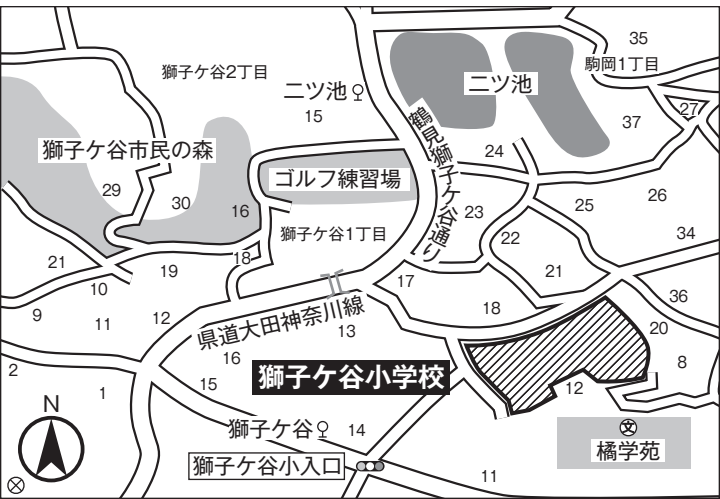 35
獅子ケ谷2丁目
駒岡1丁目
二ツ池
二ツ池
15
27
鶴見獅子ケ谷通り
37
獅子ケ谷市民の森
24
ゴルフ練習場
29
30
16
23
25
26
獅子ケ谷1丁目
22
34
21
18
19
21
10
17
36
9
11
12
県道大田神奈川線
18
13
20
16
2
獅子ケ谷小学校
8
1
15
12
N
獅子ケ谷
14
文
橘学苑
獅子ケ谷小入口
11